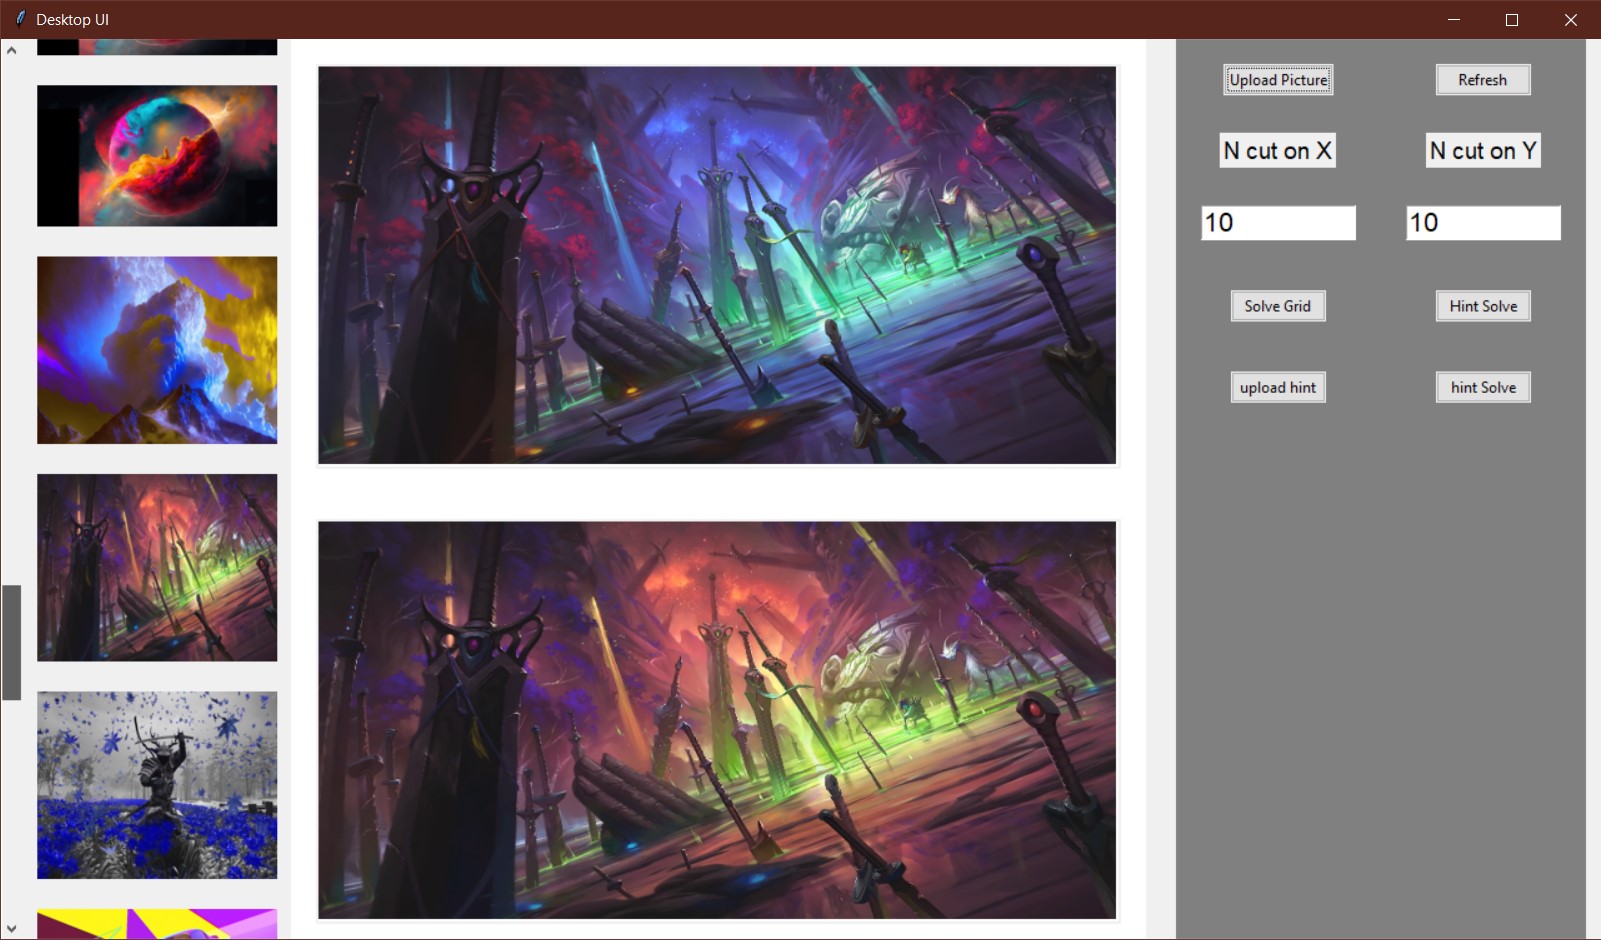 Desktop UI
Upload Picture
Refresh
N cut on X
N cut on Y
10
10
Solve Grid
Hint Solve
upload hint
hint Solve